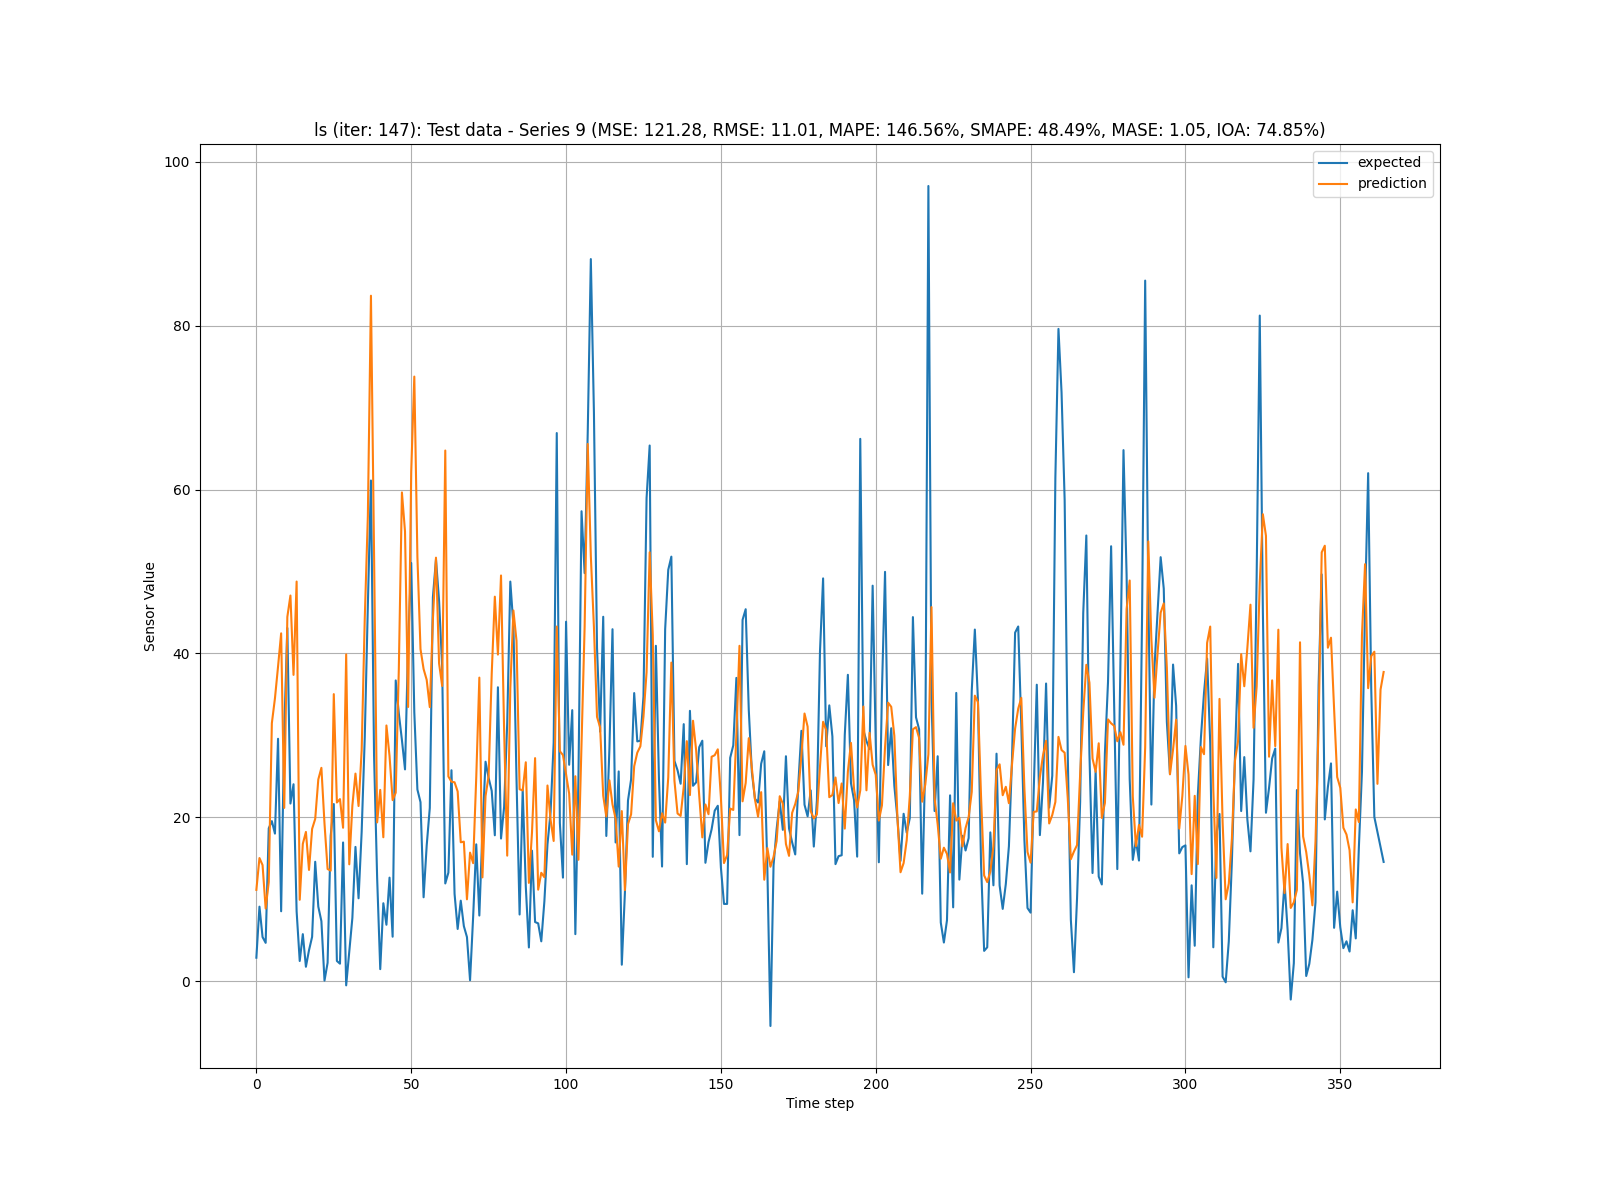 ls (iter: 147): Test data - Series 9 (MSE: 121.28, RMSE: 11.01, MAPE: 146.56%, SMAPE: 48.49%, MASE: 1.05, IOA: 74.85%)
expected
prediction
100
80
60
40
20
0
Sensor Value
0 50 100 150 200 250 300 350
Time step